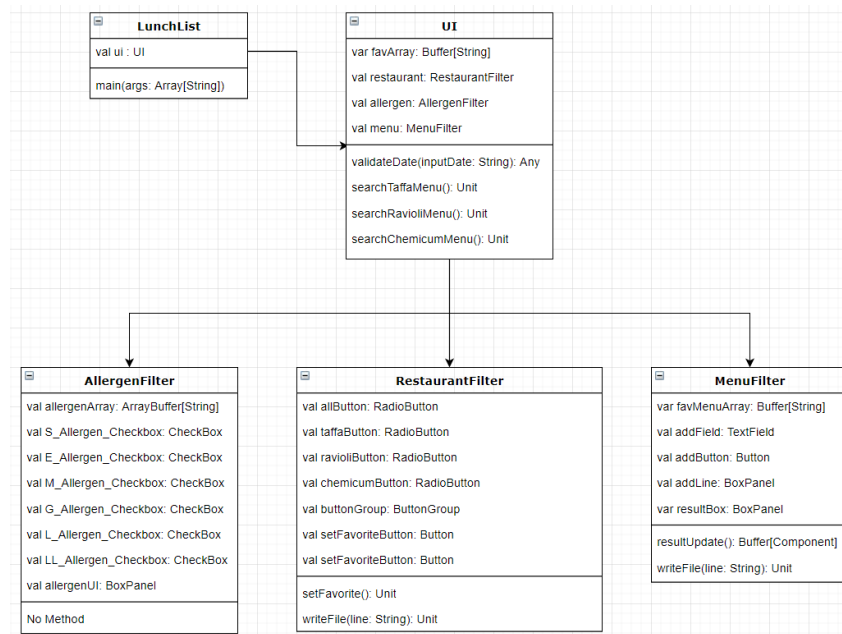 LunchList
val ui : UI
main(args: Array[String])
UI
var favArray: Buffer[String]
val restaurant: RestaurantFilter
val allergen: AllergenFilter
val menu: MenuFilter
validateDate(inputDate: String): Any
searchTaffaMenu(): Unit
searchRavioliMenu(): Unit
searchChemicumMenu(): Unit
AllergenFilter
val allergenArray: ArrayBuffer[String]
val S_Allergen_Checkbox: CheckBox
val E_Allergen_Checkbox: CheckBox
val M_Allergen_Checkbox: CheckBox
val G_Allergen_Checkbox: CheckBox
val L_Allergen_Checkbox: CheckBox
val LL_Allergen_Checkbox: CheckBox
val allergenUI: BoxPanel
No Method
RestaurantFilter
val allButton: RadioButton
val taffaButton: RadioButton
val ravioliButton: RadioButton
val chemicumButton: RadioButton
val buttonGroup: ButtonGroup
val setFavoriteButton: Button
val setFavoriteButton: Button
setFavorite(): Unit
writeFile(line: String): Unit
MenuFilter
var favMenuArray: Buffer[String]
val addField: TextField
val addButton: Button
val addLine: BoxPanel
var resultBox: BoxPanel
resultUpdate(): Buffer[Component]
writeFile(line: String): Unit